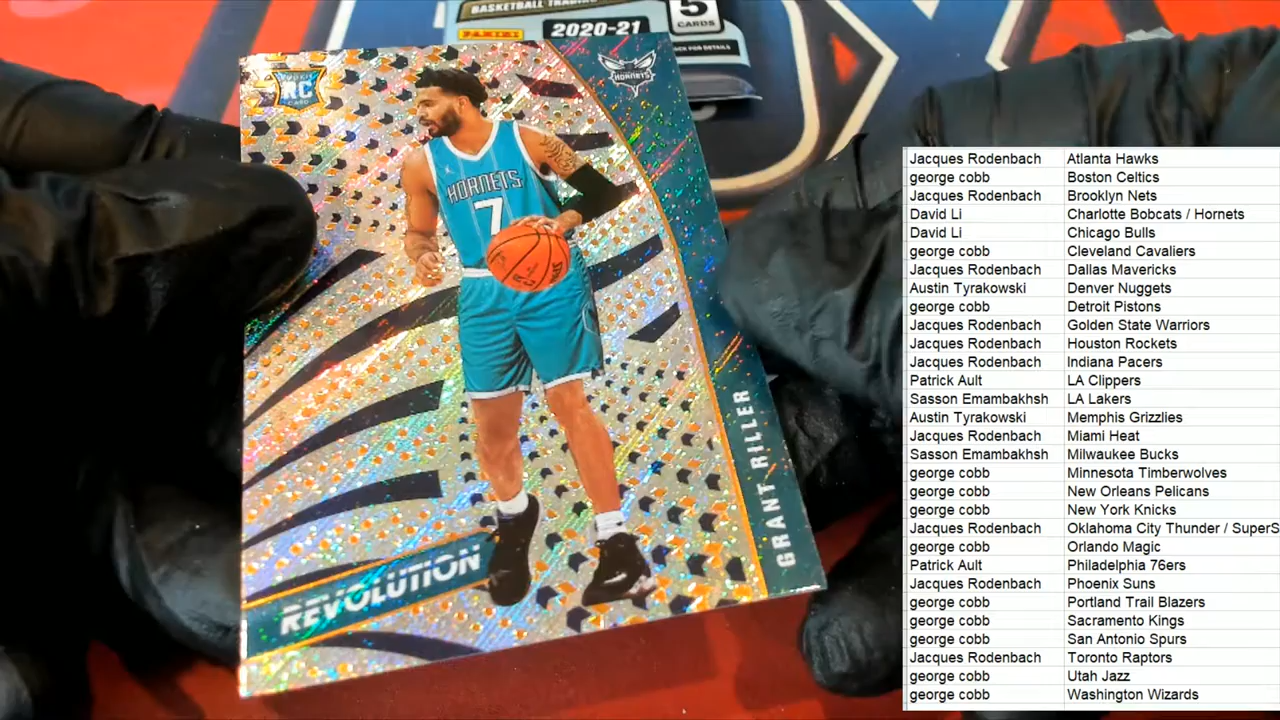 BASKETBALL TRADING
PANINI 2020-21
5
CARDS
PACK FOR DETAILS
ROOKIE
RC
CARD
HORNETS
HORNETS
7
GRANT RILLER
REVOLUTION
Jacques Rodenbach Atlanta Hawks
george cobb Boston Celtics
Jacques Rodenbach Brooklyn Nets
David Li Charlotte Bobcats / Hornets
David Li Chicago Bulls
george cobb Cleveland Cavaliers
Jacques Rodenbach Dallas Mavericks
Austin Tyrakowski Denver Nuggets
george cobb Detroit Pistons
Jacques Rodenbach Golden State Warriors
Jacques Rodenbach Houston Rockets
Jacques Rodenbach Indiana Pacers
Patrick Ault LA Clippers
Sasson Emambakhsh LA Lakers
Austin Tyrakowski Memphis Grizzlies
Jacques Rodenbach Miami Heat
Sasson Emambakhsh Milwaukee Bucks
george cobb Minnesota Timberwolves
george cobb New Orleans Pelicans
george cobb New York Knicks
Jacques Rodenbach Oklahoma City Thunder / SuperS
george cobb Orlando Magic
Patrick Ault Philadelphia 76ers
Jacques Rodenbach Phoenix Suns
george cobb Portland Trail Blazers
george cobb Sacramento Kings
george cobb San Antonio Spurs
Jacques Rodenbach Toronto Raptors
george cobb Utah Jazz
george cobb Washington Wizards